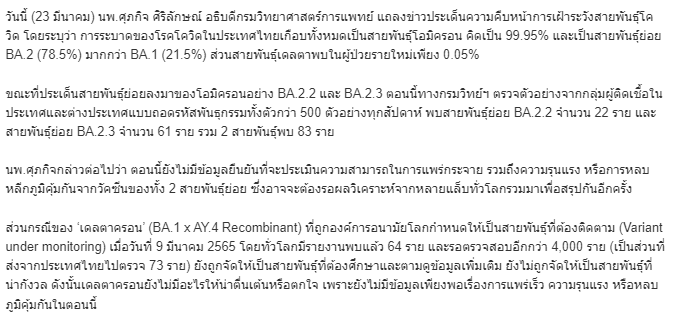 วันนี้ (23 มีนาคม) นพ.ศุภกิจ ศิริลักษณ์ อธิบดีกรมวิทยาศาสตร์การแพทย์ แถลงข่าวประเด็นความคืบหน้าการเฝ้าระวังสายพันธุ์โค
วิด โดยระบุว่า การระบาดของโรคโควิดในประเทศไทยเกือบทั้งหมดเป็นสายพันธุ์โอมิครอน คิดเป็น 99.95% และเป็นสายพันธุ์ย่อย
BA.2 (78.5%) มากกว่า BA.1 (21.5%) ส่วนสายพันธุ์เดลตาพบในผู้ป่วยรายใหม่เพียง 0.05%
ขณะที่ประเด็นสายพันธุ์ย่อยลงมาของโอมิครอนอย่าง BA.2.2 และ BA.2.3 ตอนนี้ทางกรมวิทย์ฯ ตรวจตัวอย่างจากกลุ่มผู้ติดเชื้อใน
ประเทศและต่างประเทศแบบถอดรหัสพันธุกรรมทั้งตัวกว่า 500 ตัวอย่างทุกสัปดาห์ พบสายพันธุ์ย่อย BA.2.2 จำนวน 22 ราย และ
สายพันธุ์ย่อย BA.2.3 จำนวน 61 ราย รวม 2 สายพันธุ์พบ 83 ราย
นพ.ศุภกิจกล่าวต่อไปว่า ตอนนี้ยังไม่มีข้อมูลยืนยันที่จะประเมินความสามารถในการแพร่กระจาย รวมถึงความรุนแรง หรือการหลบ
หลีกภูมิคุ้มกันจากวัคซีนของทั้ง 2 สายพันธุ์ย่อย ซึ่งอาจจะต้องรอผลวิเคราะห์จากหลายแล็บทั่วโลกรวมมาเพื่อสรุปกันอีกครั้ง
ส่วนกรณีของ ‘เดลตาครอน’ (BA.1 x AY.4 Recombinant) ที่ถูกองค์การอนามัยโลกกำหนดให้เป็นสายพันธุ์ที่ต้องติดตาม (Variant
under monitoring) เมื่อวันที่ 9 มีนาคม 2565 โดยทั่วโลกมีรายงานพบแล้ว 64 ราย และรอตรวจสอบอีกกว่า 4,000 ราย (เป็นส่วนที่
ส่งจากประเทศไทยไปตรวจ 73 ราย) ยังถูกจัดให้เป็นสายพันธุ์ที่ต้องศึกษาและตามดูข้อมูลเพิ่มเติม ยังไม่ถูกจัดให้เป็นสายพันธุ์ที่
น่ากังวล ดังนั้นเดลตาครอนยังไม่มีอะไรให้น่าตื่นเต้นหรือตกใจ เพราะยังไม่มีข้อมูลเพียงพอเรื่องการแพร่เร็ว ความรุนแรง หรือหลบ
ภูมิคุ้มกันในตอนนี้